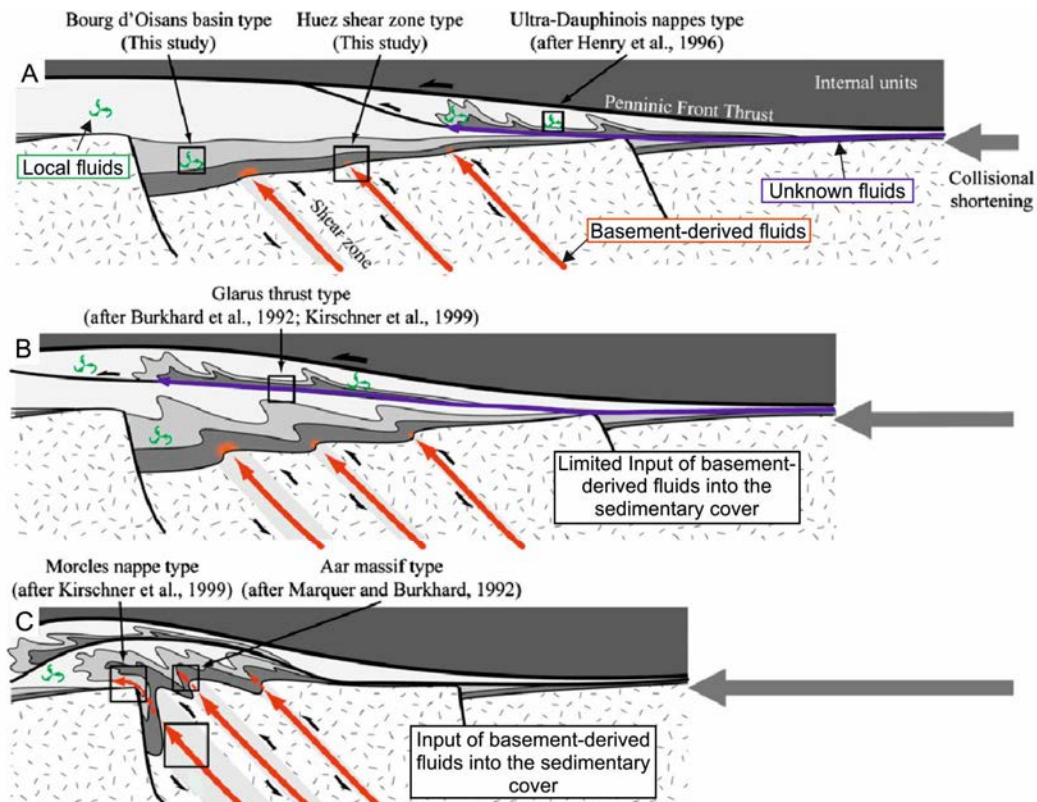 Bourg d'Oisans basin type
(This study)
Huez shear zone type
(This study)
Ultra-Dauphinois nappes type
(after Henry et al., 1996)
A
Internal units
Penninic Front Thrust
Local fluids
Unknown fluids
Collisional
shortening
Shear zone
Basement-derived fluids
Glarus thrust type
(after Burkhard et al., 1992; Kirschner et al., 1999)
B
Limited Input of basement-
derived fluids into the
sedimentary cover
Morcles nappe type
(after Kirschner et al., 1999)
Aar massif type
(after Marquer and Burkhard, 1992)
C
Input of basement-derived
fluids into the sedimentary
cover